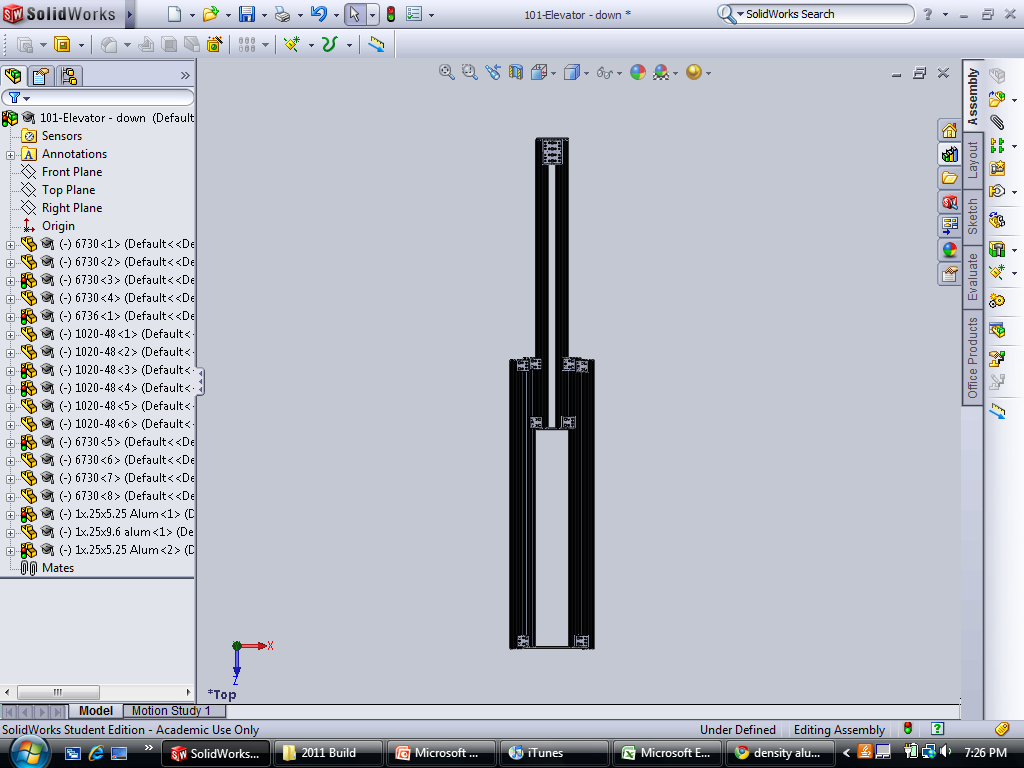 SolidWorks
101-Elevator - down *
SolidWorks Search
101-Elevator - down (Default
Sensors
Annotations
Front Plane
Top Plane
Right Plane
Origin
(-) 6730<1> (Default<<De
(-) 6730<2> (Default<<De
(-) 6730<3> (Default<<De
(-) 6730<4> (Default<<De
(-) 6736<1> (Default<<De
(-) 1020-48<1> (Default<
(-) 1020-48<2> (Default<
(-) 1020-48<3> (Default<
(-) 1020-48<4> (Default<
(-) 1020-48<5> (Default<
(-) 1020-48<6> (Default<
(-) 6730<5> (Default<<De
(-) 6730<6> (Default<<De
(-) 6730<7> (Default<<De
(-) 6730<8> (Default<<De
(-) 1x.25x5.25 Alum<1> (D
(-) 1x.25x9.6 alum<1> (De
(-) 1x.25x5.25 Alum<2> (D
Mates
Assembly
Layout
Sketch
Evaluate
Office Products
X
Z
*Top
Model
Motion Study 1
SolidWorks Student Edition - Academic Use Only
Under Defined
Editing Assembly
SolidWorks...
2011 Build
Microsoft ...
iTunes
Microsoft E...
density alu...
7:26 PM